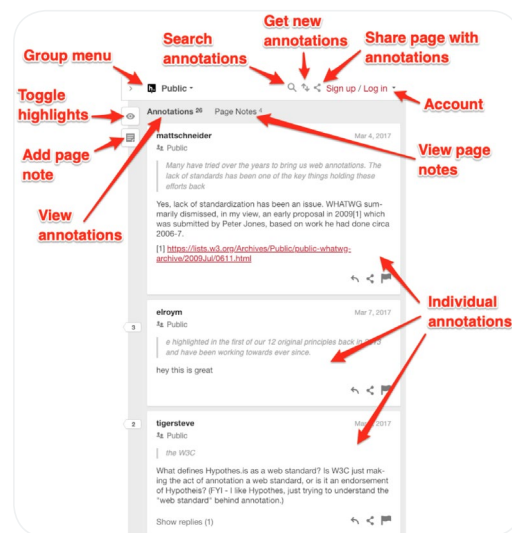 Get new
annotations
Search
annotations
Share page with
annotations
Group menu
Public
Sign up / Log in
Toggle
highlights
Account
Annotations 26 Page Notes 4
Add page
note
View page
notes
View
annotations
mattschneider Mar 4, 2017
Public
Many have tried over the years to bring us web annotations. The
lack of standards has been one of the key things holding these
efforts back
Yes, lack of standardization has been an issue. WHATWG sum-
marily dismissed, in my view, an early proposal in 2009[1] which
was submitted by Peter Jones, based on work he had done circa
2006-7.
[1] https://lists.w3.org/Archives/Public/public-whatwg-
archive/2009Jul/0611.html
Individual
annotations
3
elroym Mar 7, 2017
Public
e highlighted in the first of our 12 original principles back in
and have been working towards ever since.
hey this is great
2
tigersteve 2017
Public
the W3C
What defines Hypothes.is as a web standard? Is W3C just mak-
ing the act of annotation a web standard, or is it an endorsement
of Hypotheis? (FYI - I like Hypothes, just trying to understand the
"web standard" behind annotation.)
Show replies (1)